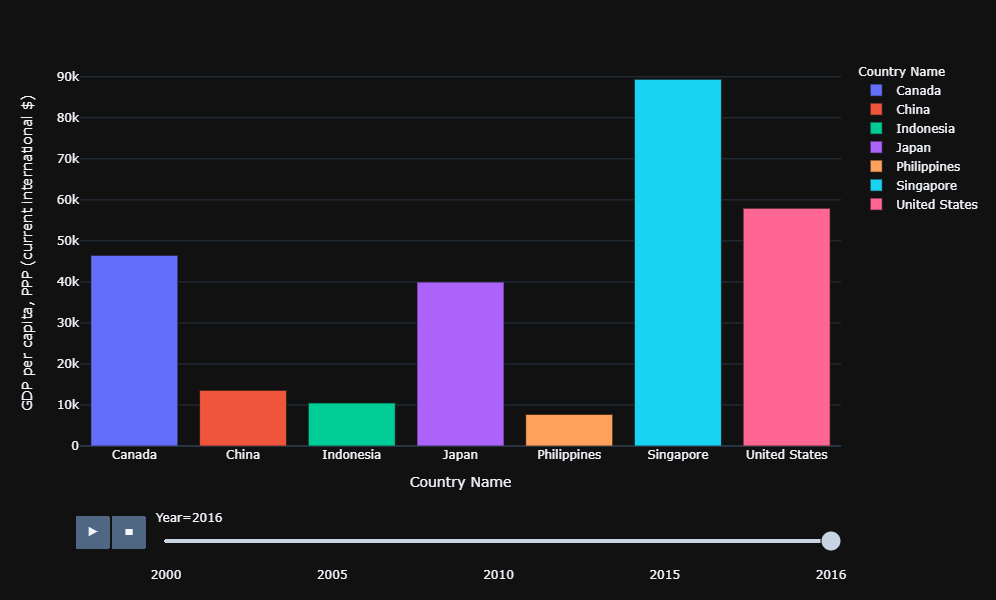 90k
80k
70k
60k
50k
40k
30k
20k
10k
0
GDP per capita, PPP (current international $)
Canada
China
Indonesia
Japan
Philippines
Singapore
United States
Country Name
Country Name
Canada
China
Indonesia
Japan
Philippines
Singapore
United States
Year=2016
2000
2005
2010
2015
2016